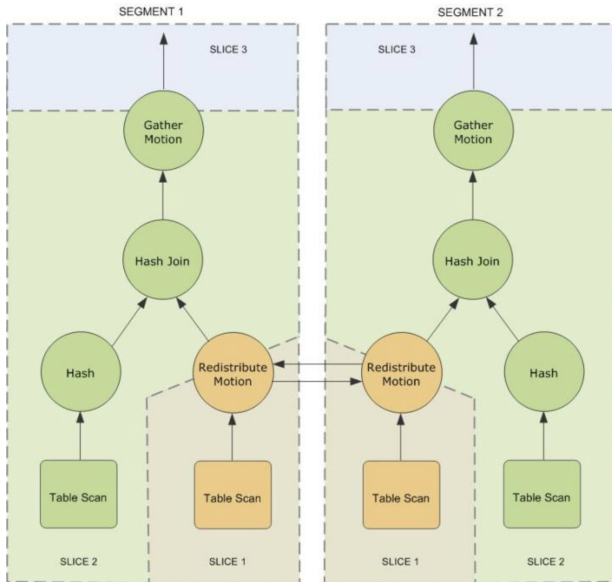 SEGMENT 1
SEGMENT 2
SLICE 3
SLICE 3
Gather
Motion
Gather
Motion
Hash Join
Hash Join
Hash
Redistribute
Motion
Redistribute
Motion
Hash
Table Scan
Table Scan
Table Scan
Table Scan
SLICE 2
SLICE 1
SLICE 1
SLICE 2